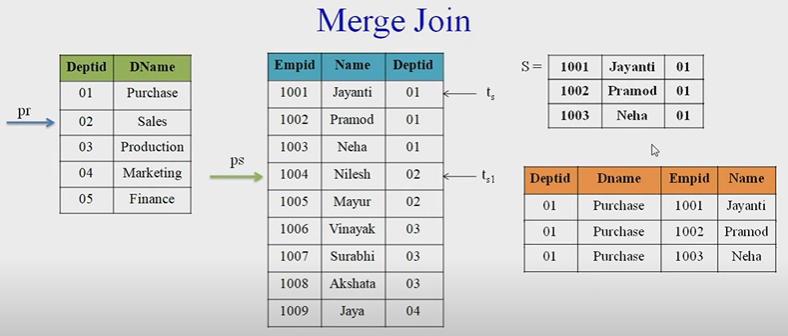 Merge Join
Deptid DName
01 Purchase
02 Sales
03 Production
04 Marketing
05 Finance
pr
Empid Name Deptid
1001 Jayanti 01
1002 Pramod 01
1003 Neha 01
1004 Nilesh 02
1005 Mayur 02
1006 Vinayak 03
1007 Surabhi 03
1008 Akshata 03
1009 Jaya 04
ps
ts
ts1
S = 1001 Jayanti 01
1002 Pramod 01
1003 Neha 01
Deptid Dname Empid Name
01 Purchase 1001 Jayanti
01 Purchase 1002 Pramod
01 Purchase 1003 Neha